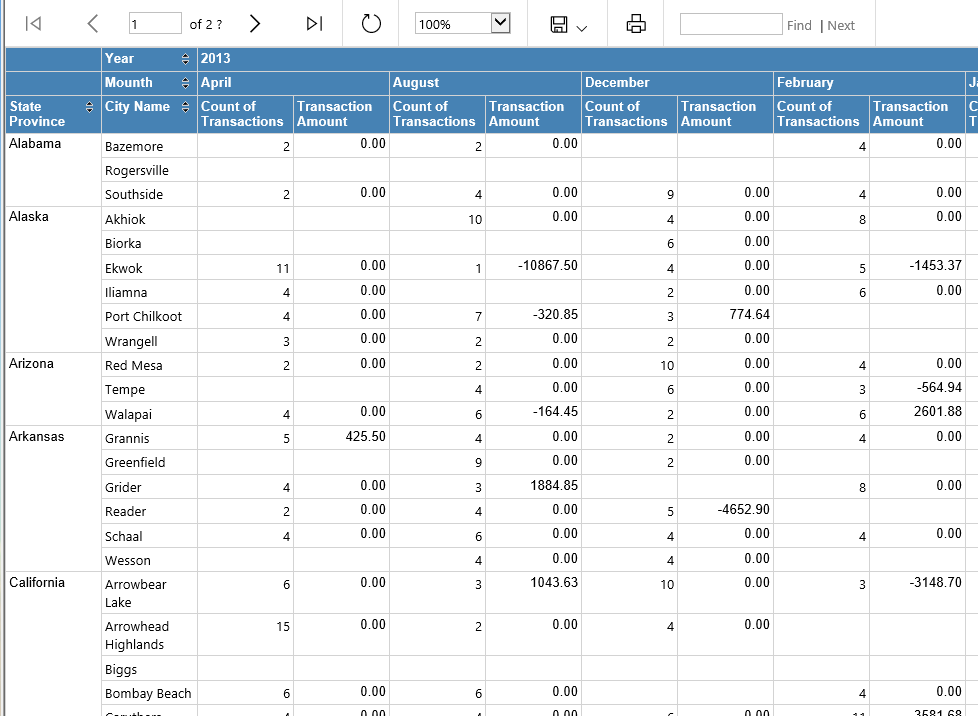 1 of 2 ? 100% Find | Next
Year 2013
Mounth April August December February
State Province City Name Count of Transactions Transaction Amount Count of Transactions Transaction Amount Count of Transactions Transaction Amount Count of Transactions Transaction Amount
Alabama Bazemore 2 0.00 2 0.00 4 0.00
Rogersville
Southside 2 0.00 4 0.00 9 0.00 4 0.00
Alaska Akhiok 10 0.00 4 0.00 8 0.00
Biorka 6 0.00
Ekwok 11 0.00 1 -10867.50 4 0.00 5 -1453.37
Iliamna 4 0.00 2 0.00 6 0.00
Port Chilkoot 4 0.00 7 -320.85 3 774.64
Wrangell 3 0.00 2 0.00 2 0.00
Arizona Red Mesa 2 0.00 2 0.00 10 0.00 4 0.00
Tempe 4 0.00 6 0.00 3 -564.94
Walapai 4 0.00 6 -164.45 2 0.00 6 2601.88
Arkansas Grannis 5 425.50 4 0.00 2 0.00 4 0.00
Greenfield 9 0.00 2 0.00
Grider 4 0.00 3 1884.85 8 0.00
Reader 2 0.00 4 0.00 5 -4652.90
Schaal 4 0.00 6 0.00 4 0.00 4 0.00
Wesson 4 0.00 4 0.00
California Arrowbear Lake 6 0.00 3 1043.63 10 0.00 3 -3148.70
Arrowhead Highlands 15 0.00 2 0.00 4 0.00
Biggs
Bombay Beach 6 0.00 6 0.00 4 0.00